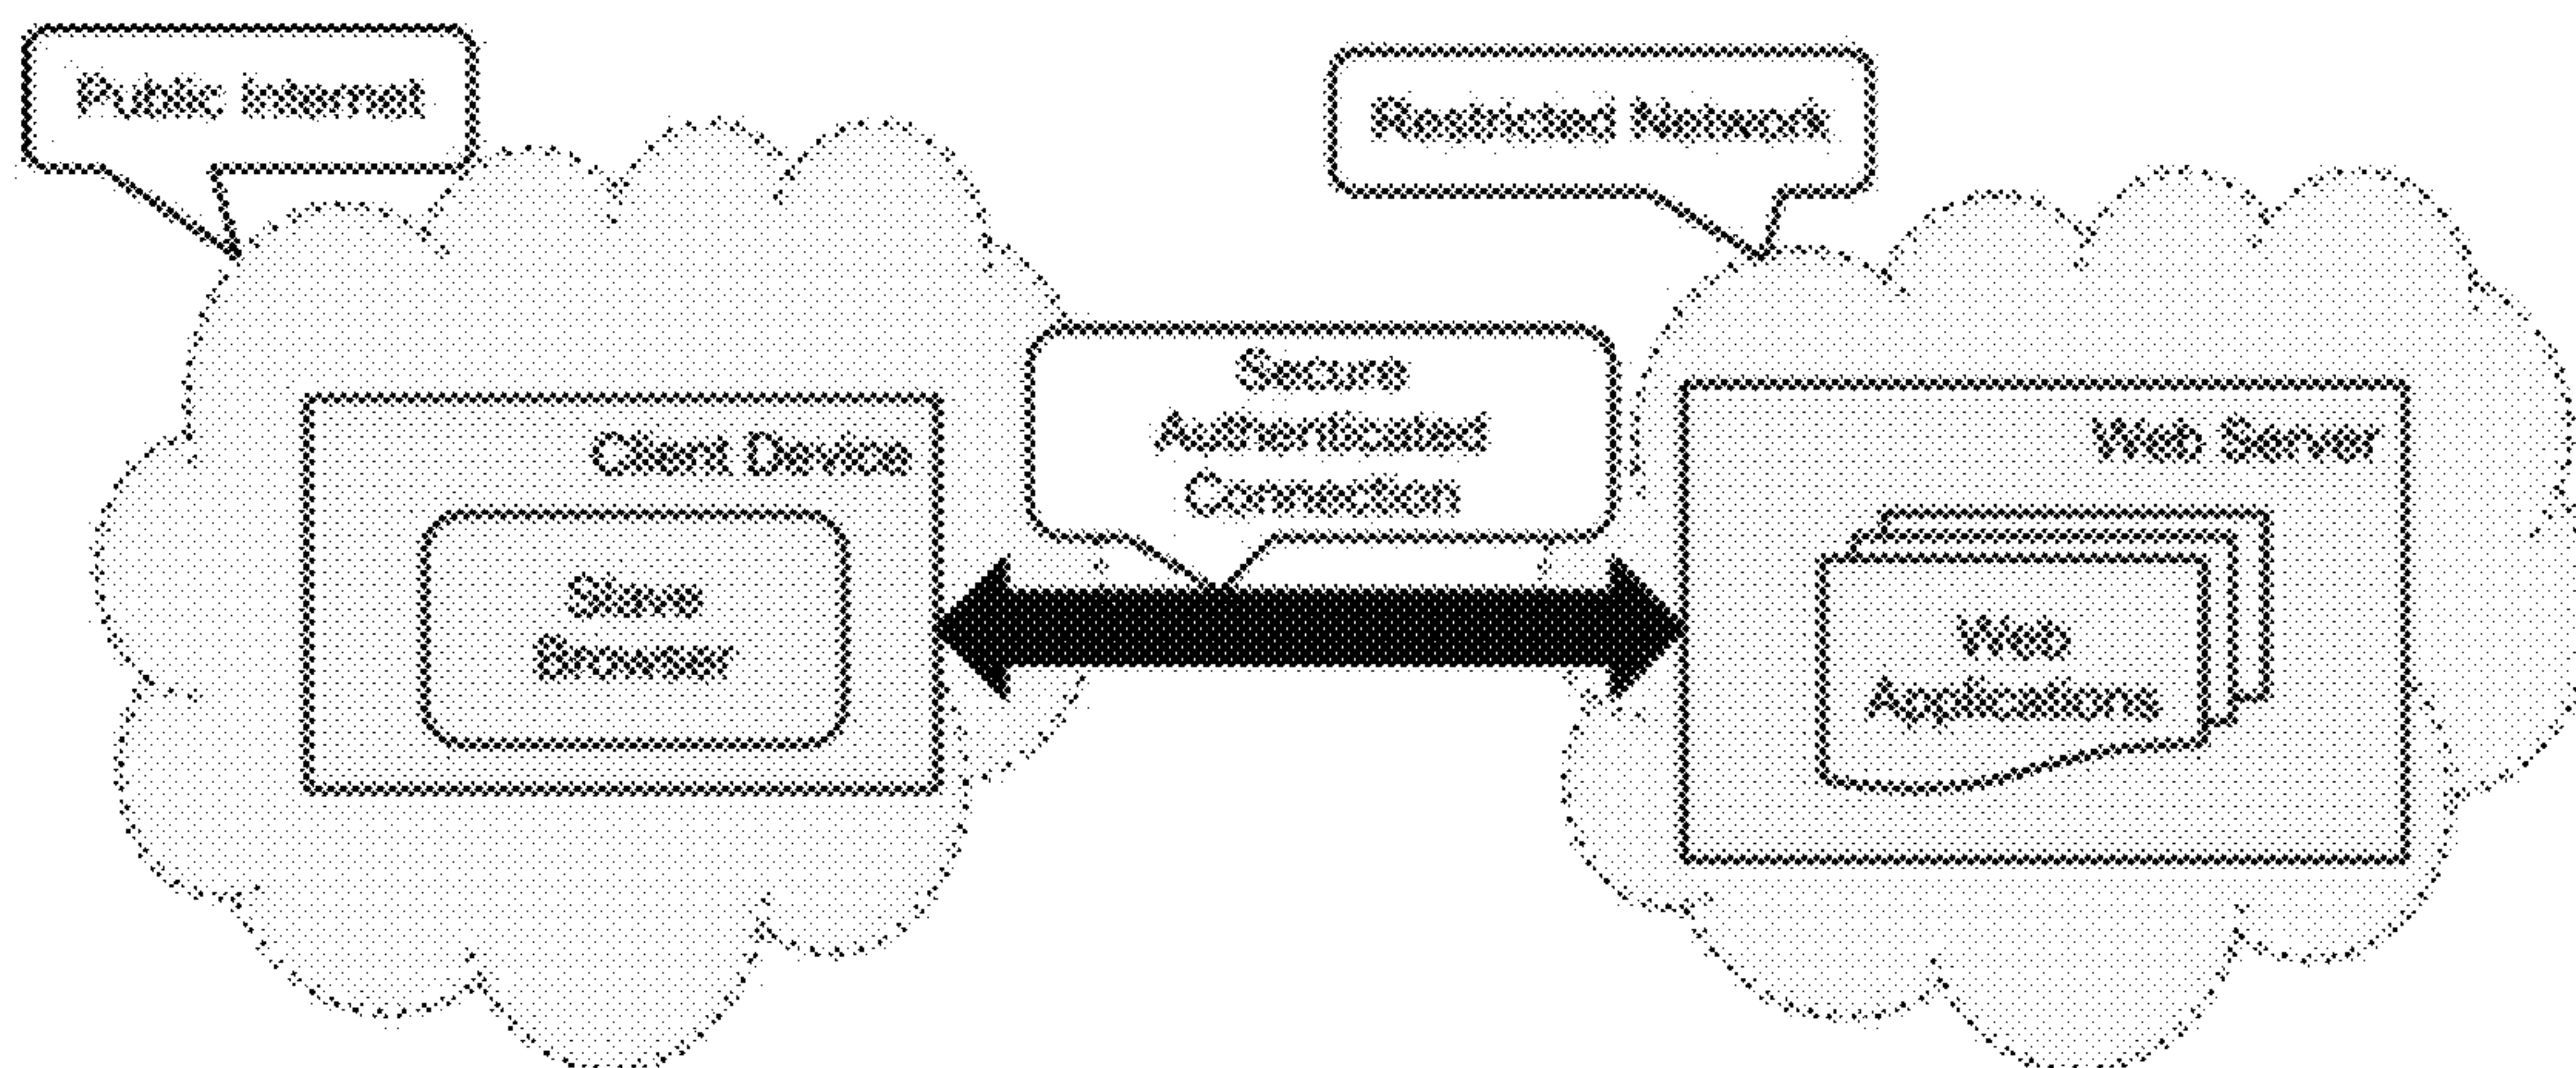 Public Internet
Restricted Network
Secure
Authenticated
Connection
Client Device
Web Server
Slave
Browser
Web
Applications